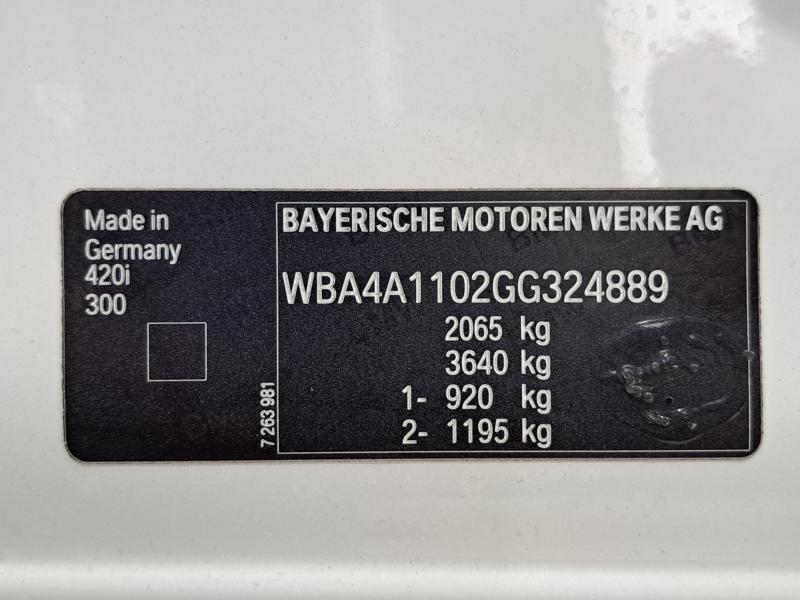 Made in
Germany
420i
300
7 263 981
BAYERISCHE MOTOREN WERKE AG
WBA4A1102GG324889
2065 kg
3640 kg
1- 920 kg
2- 1195 kg